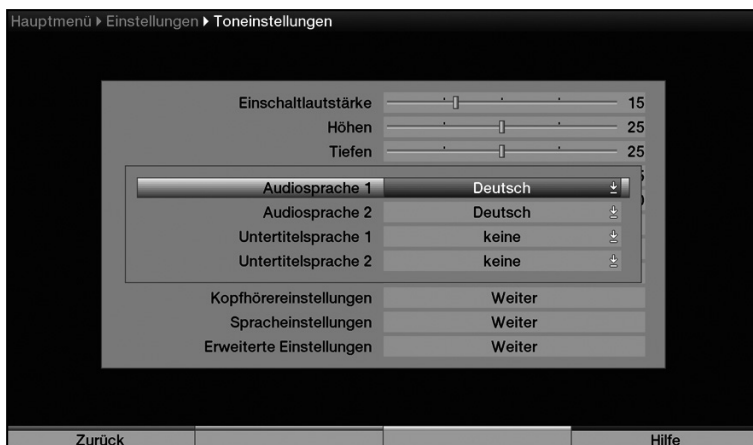 Hauptmenü ▸ Einstellungen ▸ Toneinstellungen
Einschaltlautstärke 15
Höhen 25
Tiefen 25
Audiosprache 1 Deutsch
Audiosprache 2 Deutsch
Untertitelsprache 1 keine
Untertitelsprache 2 keine
Kopfhörereinstellungen Weiter
Spracheinstellungen Weiter
Erweiterte Einstellungen Weiter
Zurück Hilfe